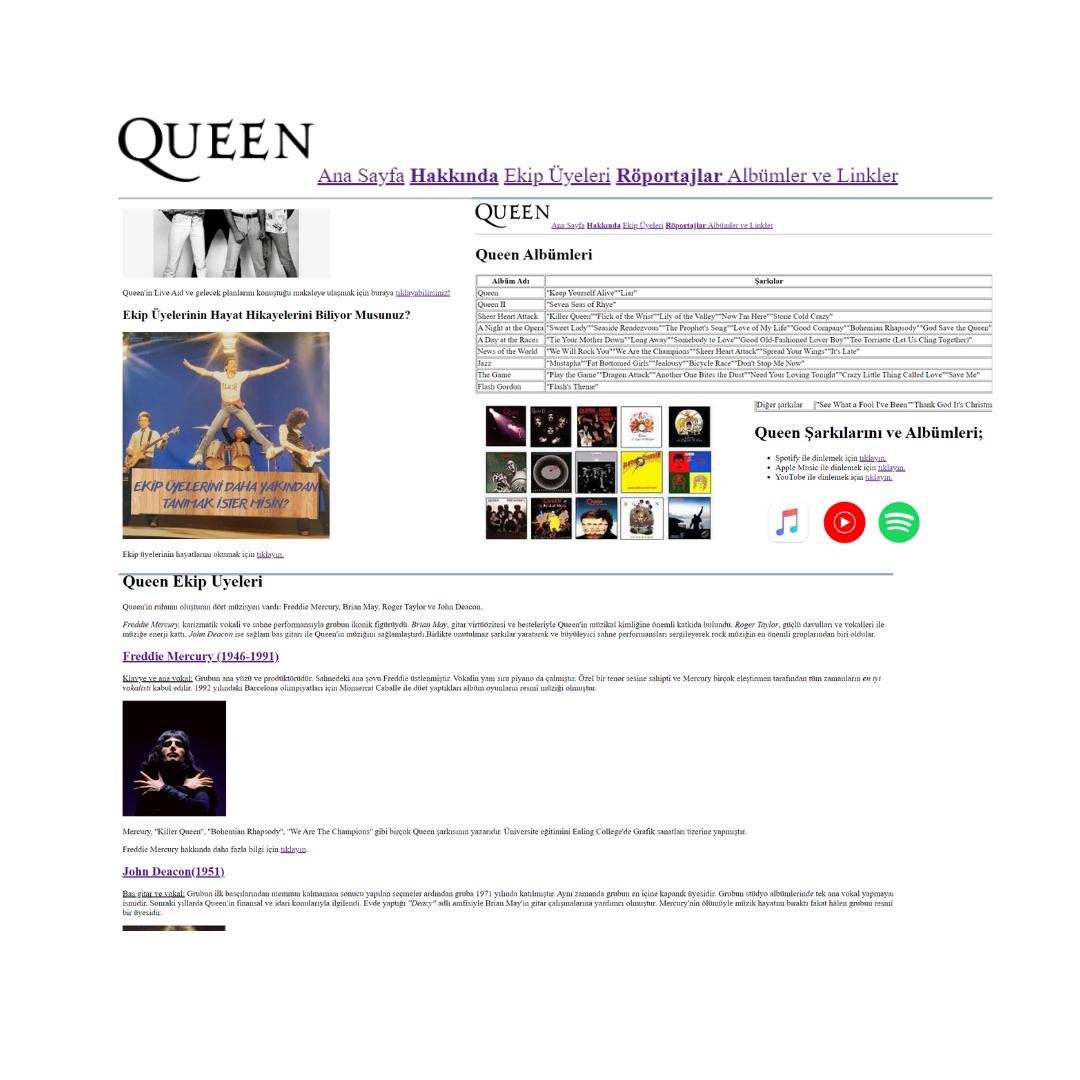 QUEEN
Ana Sayfa Hakkında Ekip Üyeleri Röportajlar Albümler ve Linkler
Queen'in Live Aid ve gelecek planlarını konuştuğu makaleye ulaşmak için buraya tıklayabilirsiniz!
Ekip Üyelerinin Hayat Hikayelerini Biliyor Musunuz?
FLASH
EKİP ÜYELERİNİ DAHA YAKINDAN
TANIMAK İSTER MİSİN?
Ekip üyelerinin hayatlarını okumak için tıklayın.
QUEEN
Ana Sayfa Hakkında Ekip Üyeleri Röportajlar Albümler ve Linkler
Queen Albümleri
Albüm Adı Şarkılar
Queen "Keep Yourself Alive""Liar"
Queen II "Seven Seas of Rhye"
Sheer Heart Attack "Killer Queen""Flick of the Wrist""Lily of the Valley""Now I'm Here""Stone Cold Crazy"
A Night at the Opera "Sweet Lady""Seaside Rendezvous""The Prophet's Song""Love of My Life""Good Company""Bohemian Rhapsody""God Save the Queen"
A Day at the Races "Tie Your Mother Down""Long Away""Somebody to Love""Good Old-Fashioned Lover Boy""Teo Torriatte (Let Us Cling Together)"
News of the World "We Will Rock You""We Are the Champions""Sheer Heart Attack""Spread Your Wings""It's Late"
Jazz "Mustapha""Fat Bottomed Girls""Jealousy""Bicycle Race""Don't Stop Me Now"
The Game "Play the Game""Dragon Attack""Another One Bites the Dust""Need Your Loving Tonight""Crazy Little Thing Called Love""Save Me"
Flash Gordon "Flash's Theme"
Diğer şarkılar "See What a Fool I've Been""Thank God It's Christm
Queen Şarkılarını ve Albümleri;
Spotify ile dinlemek için tıklayın.
Apple Music ile dinlemek için tıklayın.
YouTube ile dinlemek için tıklayın.
Queen Ekip Üyeleri
Queen'in ruhunu oluşturan dört müzisyen vardı: Freddie Mercury, Brian May, Roger Taylor ve John Deacon.
Freddie Mercury, karizmatik vokali ve sahne performansıyla grubun ikonik figürüydü. Brian May, gitar virtüözitesi ve besteleriyle Queen'in müzikal kimliğine önemli katkıda bulundu. Roger Taylor, güçlü davulları ve vokalleri ile
müziğe enerji kattı. John Deacon ise sağlam bas gitarı ile Queen'in müziğini sağlamlaştırdı.Birlikte unutulmaz şarkılar yaratarak ve büyüleyici sahne performansları sergileyerek rock müziğin en önemli gruplarından biri oldular.
Freddie Mercury (1946-1991)
Klavye ve ana vokal: Grubun ana yüzü ve prodüktörüdür. Sahnedeki ana şovu Freddie üstlenmiştir. Vokalin yanı sıra piyano da çalmıştır. Özel bir tenor sesine sahipti ve Mercury birçok eleştirmen tarafından tüm zamanların en iyi
vokalisti kabul edilir. 1992 yılındaki Barcelona olimpiyatları için Monserrat Caballe ile düet yaptıkları albüm oyunların resmî müziği olmuştur.
Mercury, "Killer Queen", "Bohemian Rhapsody", "We Are The Champions" gibi birçok Queen şarkısının yazarıdır. Üniversite eğitimini Ealing College'de Grafik sanatları üzerine yapmıştır.
Freddie Mercury hakkında daha fazla bilgi için tıklayın.
John Deacon(1951)
Bas gitar ve vokal: Grubun ilk basçılarından memnun kalmaması sonucu yapılan seçmeler ardından gruba 1971 yılında katılmıştır. Aynı zamanda grubun en içine kapanık üyesidir. Grubun stüdyo albümlerinde tek ana vokal yapmayan
ismidir. Sonraki yıllarda Queen'in finansal ve idari konularıyla ilgilendi. Evde yaptığı "Deacy" adlı amfisiyle Brian May'in gitar çalışmalarına yardımcı olmuştur. Mercury'nin ölümüyle müzik hayatını bıraktı fakat hâlen grubun resmî
bir üyesidir.